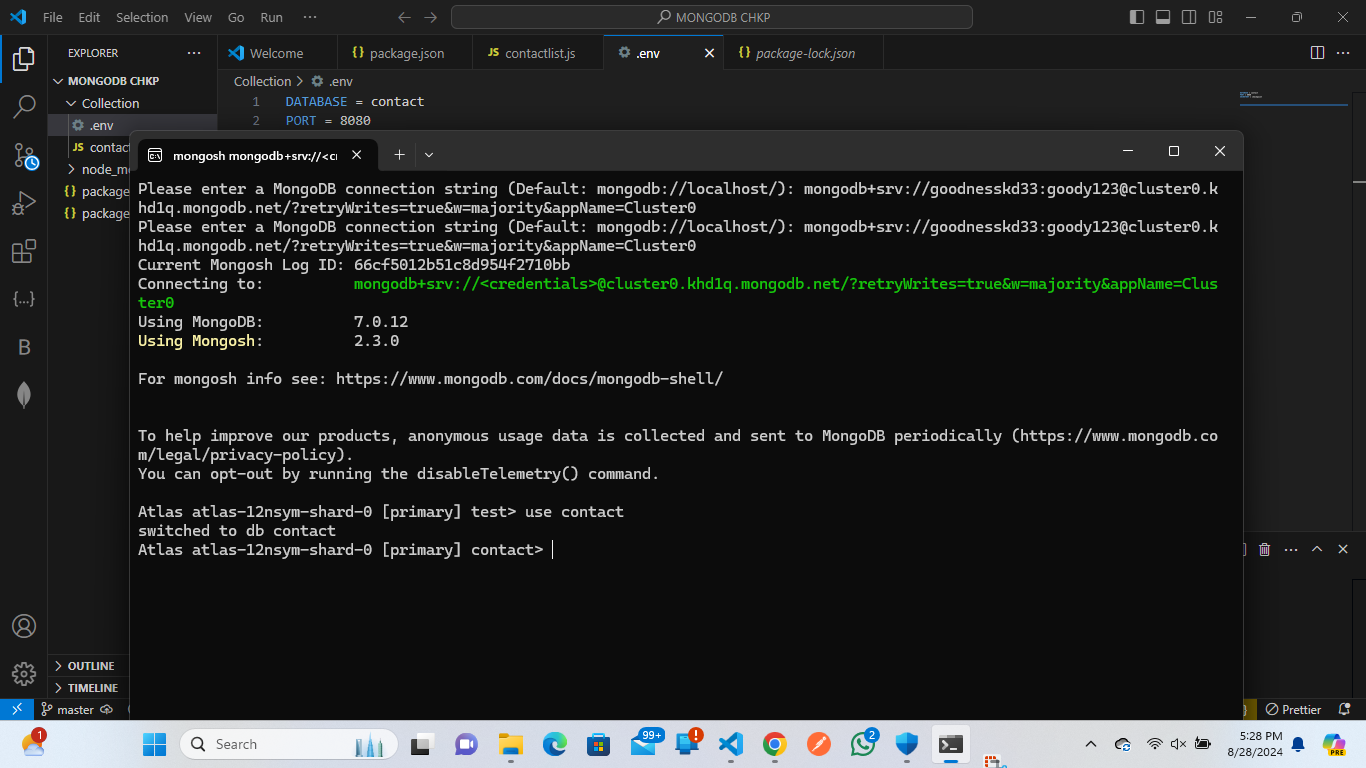 File Edit Selection View Go Run ···
MONGODB CHKP
EXPLORER
Welcome
package.json
JS contactlist.js
.env
package-lock.json
MONGODB CHKP
Collection
.env
JS contac
node_m
package
package
Collection > .env
1 DATABASE = contact
2 PORT = 8080
mongosh mongodb+srv://<cr
Please enter a MongoDB connection string (Default: mongodb://localhost/): mongodb+srv://goodnesskd33:goody123@cluster0.k
hd1q.mongodb.net/?retryWrites=true&w=majority&appName=Cluster0
Please enter a MongoDB connection string (Default: mongodb://localhost/): mongodb+srv://goodnesskd33:goody123@cluster0.k
hd1q.mongodb.net/?retryWrites=true&w=majority&appName=Cluster0
Current Mongosh Log ID: 66cf5012b51c8d954f2710bb
Connecting to: mongodb+srv://<credentials>@cluster0.khd1q.mongodb.net/?retryWrites=true&w=majority&appName=Clus
ter0
Using MongoDB: 7.0.12
Using Mongosh: 2.3.0
For mongosh info see: https://www.mongodb.com/docs/mongodb-shell/
To help improve our products, anonymous usage data is collected and sent to MongoDB periodically (https://www.mongodb.co
m/legal/privacy-policy).
You can opt-out by running the disableTelemetry() command.
Atlas atlas-12nsym-shard-0 [primary] test> use contact
switched to db contact
Atlas atlas-12nsym-shard-0 [primary] contact>
OUTLINE
TIMELINE
master
Prettier
1
Search
99+
2
PRE
5:28 PM
8/28/2024